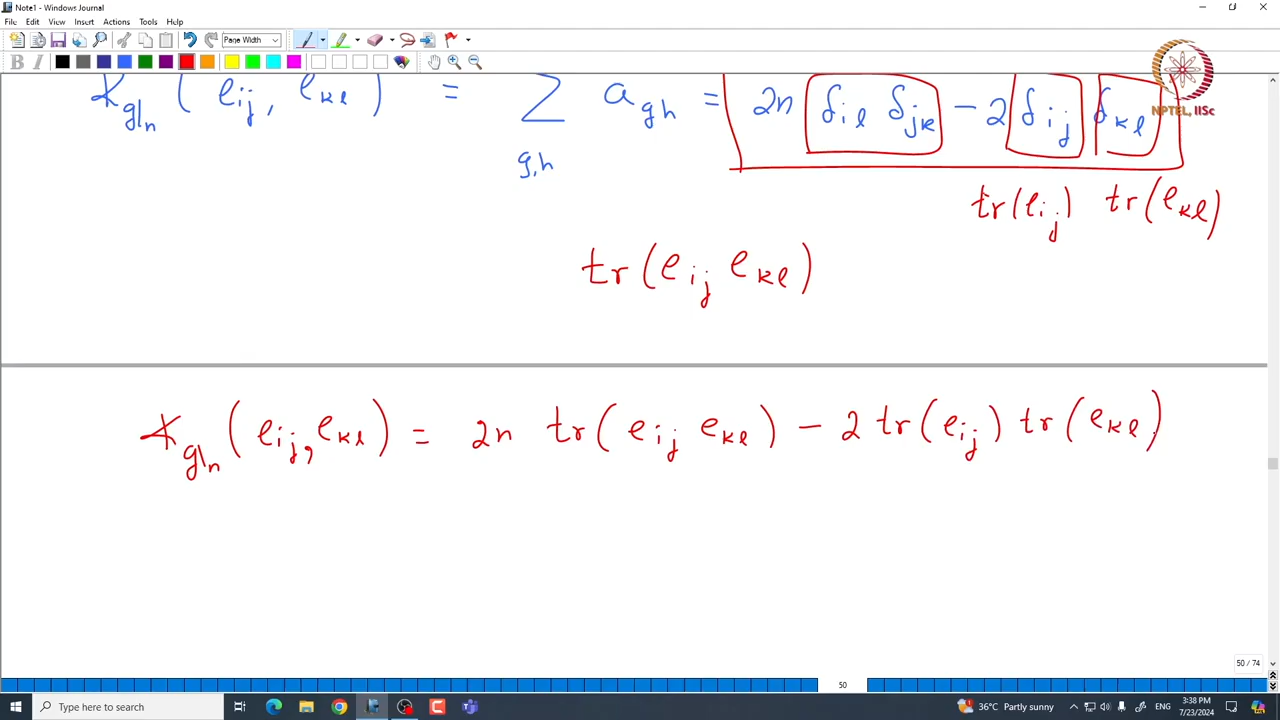 Note1 - Windows Journal
File Edit View Insert Actions Tools Help
Page Width
B I
K_{gl_n} ( e_{ij}, e_{kl} ) = Σ_{g,h} a_{gh} = 2n δ_{il} δ_{jk} − 2 δ_{ij} δ_{kl}
NPTEL, IISc
tr(e_{ij}) tr(e_{kl})
tr(e_{ij} e_{kl})
K_{gl_n} ( e_{ij}, e_{kl} ) = 2n tr( e_{ij} e_{kl} ) − 2 tr(e_{ij}) tr(e_{kl})
50 / 74
50
Type here to search
36°C Partly sunny
3:38 PM
7/23/2024